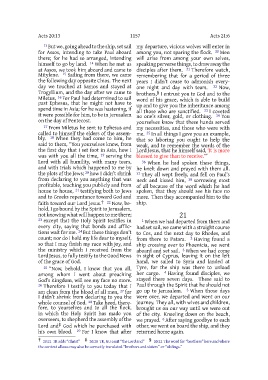 Acts 20:13
1157
Acts 21:6
13 But we, going ahead to the ship, set sail
for Assos, intending to take Paul aboard
there; for he had so arranged, intending
himself to go by land. 14 When he met us
at Assos, we took him aboard and came to
Mitylene. 15 Sailing from there, we came
the following day opposite Chios. The next
day we touched at Samos and stayed at
Trogyllium, and the day after we came to
Miletus. 16 For Paul had determined to sail
past Ephesus, that he might not have to
spend time in Asia; for he was hastening, if
it were possible for him, to be in Jerusalem
on the day of Pentecost.
17 From Miletus he sent to Ephesus and
called to himself the elders of the assem-
bly. 18 When they had come to him, he
said to them, “You yourselves know, from
the first day that I set foot in Asia, how I
was with you all the time, 19 serving the
Lord with all humility, with many tears,
and with trials which happened to me by
the plots of the Jews; 20 how I didn’t shrink
from declaring to you anything that was
profitable, teaching you publicly and from
house to house, 21 testifying both to Jews
and to Greeks repentance toward God and
faith toward our Lord Jesus. 22 Now, be-
hold, I go bound by the Spirit to Jerusalem,
not knowing what will happen to me there;
23 except that the Holy Spirit testifies in
every city, saying that bonds and afflic-
tions wait for me. 24 But these things don’t
count; nor do I hold my life dear to myself,
so that I may finish my race with joy, and
the ministry which I received from the
Lord Jesus, to fully testify to the Good News
of the grace of God.
25 “Now, behold, I know that you all,
among whom I went about preaching
God’s Kingdom, will see my face no more.
26 Therefore I testify to you today that I
am clean from the blood of all men, 27 for
I didn’t shrink from declaring to you the
whole counsel of God. 28 Take heed, there-
fore, to yourselves and to all the flock,
in which the Holy Spirit has made you
overseers, to shepherd the assembly of the
Lord and God which he purchased with
his own blood. 29 For I know that after
my departure, vicious wolves will enter in
among you, not sparing the flock. 30 Men
will arise from among your own selves,
speaking perverse things, to draw away the
disciples after them. 31 Therefore watch,
remembering that for a period of three
years I didn’t cease to admonish every-
one night and day with tears. 32 Now,
brothers, I entrust you to God and to the
word of his grace, which is able to build
up and to give you the inheritance among
all those who are sanctified. 33 I coveted
no one’s silver, gold, or clothing. 34 You
yourselves know that these hands served
my necessities, and those who were with
me. 35 In all things I gave you an example,
that so laboring you ought to help the
weak, and to remember the words of the
Lord Jesus, that he himself said, ‘It is more
blessed to give than to receive.’”
36 When he had spoken these things,
he knelt down and prayed with them all.
37 They all wept freely, and fell on Paul’s
neck and kissed him, 38 sorrowing most
of all because of the word which he had
spoken, that they should see his face no
more. Then they accompanied him to the
ship.
21
1 When we had departed from them and
had set sail, we came with a straight course
to Cos, and the next day to Rhodes, and
from there to Patara. 2 Having found a
ship crossing over to Phoenicia, we went
aboard and set sail. 3 When we had come
in sight of Cyprus, leaving it on the left
hand, we sailed to Syria and landed at
Tyre, for the ship was there to unload
her cargo. 4 Having found disciples, we
stayed there seven days. These said to
Paul through the Spirit that he should not
go up to Jerusalem. 5 When those days
were over, we departed and went on our
journey. They all, with wives and children,
brought us on our way until we were out
of the city. Kneeling down on the beach,
we prayed. 6 After saying goodbye to each
other, we went on board the ship, and they
returned home again.